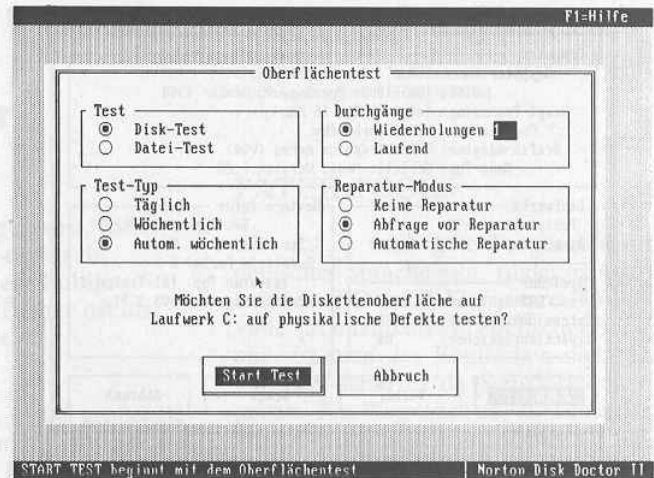 F1=Hilfe
Oberflächentest
Test
Disk-Test
Datei-Test
Durchgänge
Wiederholungen 1
Laufend
Test-Typ
Täglich
Wöchentlich
Autom. wöchentlich
Reparatur-Modus
Keine Reparatur
Abfrage vor Reparatur
Automatische Reparatur
Möchten Sie die Diskettenoberfläche auf
Laufwerk C: auf physikalische Defekte testen?
Start Test
Abbruch
START TEST beginnt mit dem Oberflächentest
Norton Disk Doctor II